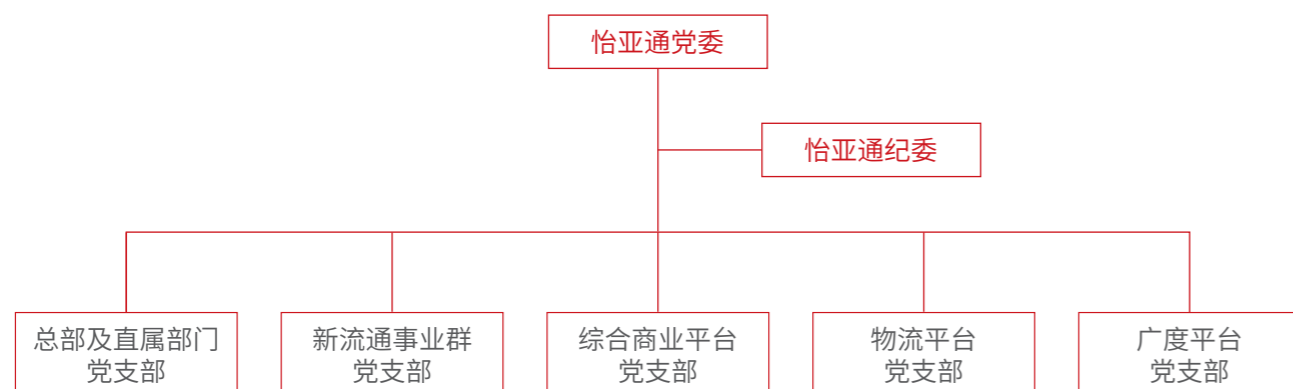 怡亚通党委
怡亚通纪委
总部及直属部门
党支部
新流通事业群
党支部
综合商业平台
党支部
物流平台
党支部
广度平台
党支部